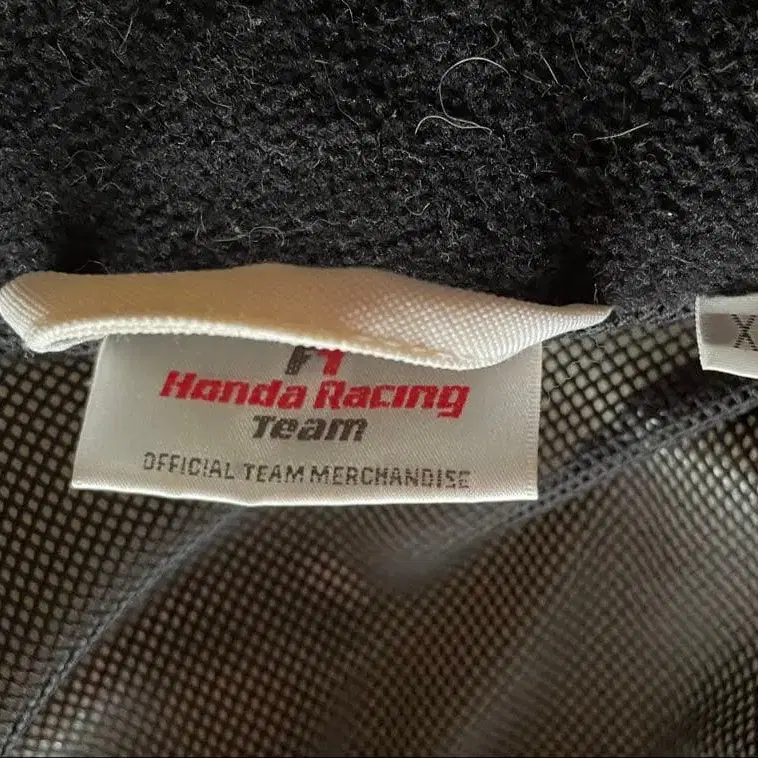 F1
Honda Racing
Team
OFFICIAL TEAM MERCHANDISE
X